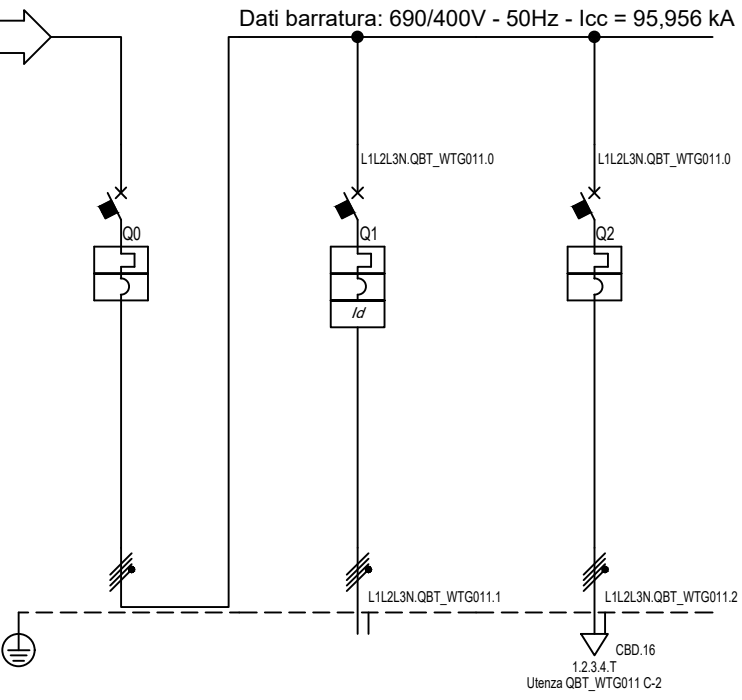 Dati barratura: 690/400V - 50Hz - Icc = 95,956 kA
L1L2L3N.QBT_WTG011.0
L1L2L3N.QBT_WTG011.0
Q0
Q1
Q2
Id
L1L2L3N.QBT_WTG011.1
L1L2L3N.QBT_WTG011.2
CBD.16
1.2.3.4.T
Utenza QBT_WTG011 C-2